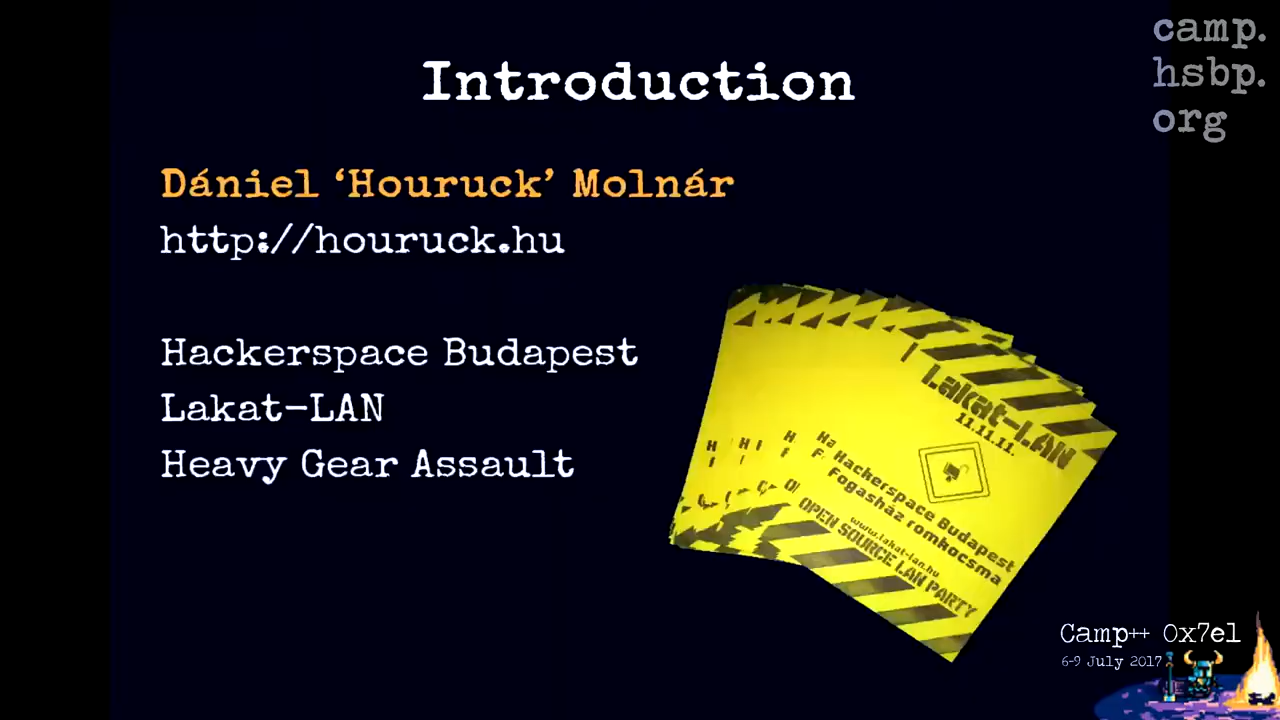 camp.
hsbp.
org
Introduction
Dániel ‘Houruck’ Molnár
http://houruck.hu
Hackerspace Budapest
Lakat-LAN
Heavy Gear Assault
Lakat-LAN
11.11.11.
Hackerspace Budapest
Fogasház romkocsma
www.lakat-lan.hu
OPEN SOURCE LAN PARTY
Camp++ 0x7e1
6-9 July 2017